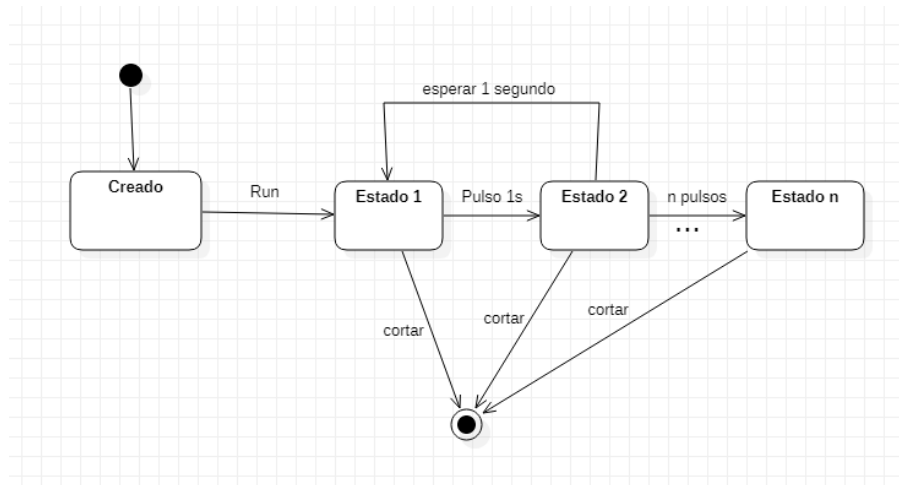 esperar 1 segundo
Creado
Run
Estado 1
Pulso 1s
Estado 2
n pulsos
...
Estado n
cortar
cortar
cortar